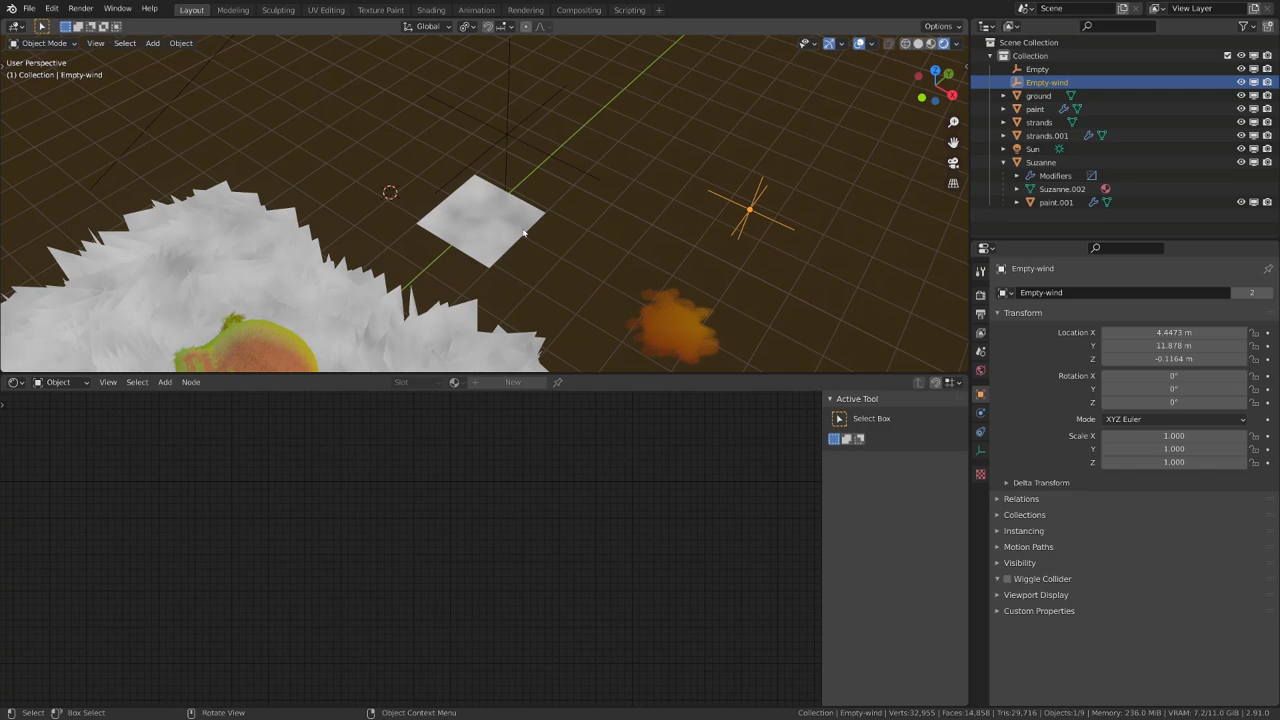 File Edit Render Window Help Layout Modeling Sculpting UV Editing Texture Paint Shading Animation Rendering Compositing Scripting + Scene View Layer
Global Options
Object Mode View Select Add Object
User Perspective
(1) Collection | Empty-wind
Z
Y
X
Scene Collection
Collection
Empty
Empty-wind
ground
paint
strands
strands.001
Sun
Suzanne
Modifiers
Suzanne.002
paint.001
Empty-wind
Empty-wind 2
Transform
Location X 4.4473 m
Y 11.878 m
Z -0.1164 m
Rotation X 0°
Y 0°
Z 0°
Mode XYZ Euler
Scale X 1.000
Y 1.000
Z 1.000
Delta Transform
Relations
Collections
Instancing
Motion Paths
Visibility
Wiggle Collider
Viewport Display
Custom Properties
Object View Select Add Node Slot New
Active Tool
Select Box
Select Box Select Rotate View Object Context Menu Collection | Empty-wind | Verts:32,955 | Faces:14,858 | Tris:29,716 | Objects:1/9 | Memory: 236.0 MiB | VRAM: 7.2/11.0 GiB | 2.91.0